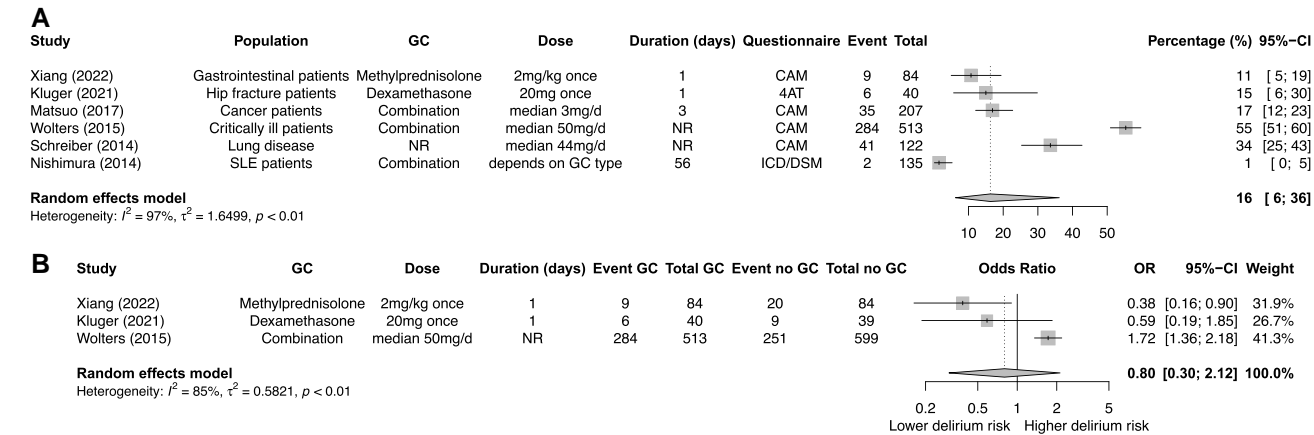 A
Study Population GC Dose Duration (days) Questionnaire Event Total Percentage (%) 95%−CI
Xiang (2022) Gastrointestinal patients Methylprednisolone 2mg/kg once 1 CAM 9 84 11 [ 5; 19]
Kluger (2021) Hip fracture patients Dexamethasone 20mg once 1 4AT 6 40 15 [ 6; 30]
Matsuo (2017) Cancer patients Combination median 3mg/d 3 CAM 35 207 17 [12; 23]
Wolters (2015) Critically ill patients Combination median 50mg/d NR CAM 284 513 55 [51; 60]
Schreiber (2014) Lung disease NR median 44mg/d NR CAM 41 122 34 [25; 43]
Nishimura (2014) SLE patients Combination depends on GC type 56 ICD/DSM 2 135 1 [ 0; 5]
Random effects model 16 [ 6; 36]
Heterogeneity: I² = 97%, τ² = 1.6499, p < 0.01
10 20 30 40 50
B
Study GC Dose Duration (days) Event GC Total GC Event no GC Total no GC Odds Ratio OR 95%−CI Weight
Xiang (2022) Methylprednisolone 2mg/kg once 1 9 84 20 84 0.38 [0.16; 0.90] 31.9%
Kluger (2021) Dexamethasone 20mg once 1 6 40 9 39 0.59 [0.19; 1.85] 26.7%
Wolters (2015) Combination median 50mg/d NR 284 513 251 599 1.72 [1.36; 2.18] 41.3%
Random effects model 0.80 [0.30; 2.12] 100.0%
Heterogeneity: I² = 85%, τ² = 0.5821, p < 0.01
0.2 0.5 1 2 5
Lower delirium risk Higher delirium risk